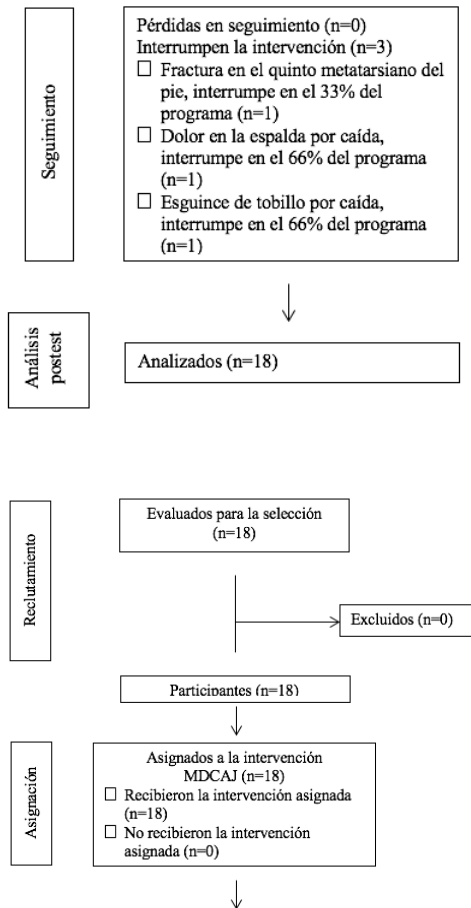 Seguimiento
Pérdidas en seguimiento (n=0)
Interrumpen la intervención (n=3)
☐ Fractura en el quinto metatarsiano del
pie, interrumpe en el 33% del
programa (n=1)
☐ Dolor en la espalda por caída,
interrumpe en el 66% del programa
(n=1)
☐ Esguince de tobillo por caída,
interrumpe en el 66% del programa
(n=1)
Análisis
postest
Analizados (n=18)
Reclutamiento
Evaluados para la selección
(n=18)
Excluidos (n=0)
Participantes (n=18)
Asignación
Asignados a la intervención
MDCAJ (n=18)
☐ Recibieron la intervención asignada
(n=18)
☐ No recibieron la intervención
asignada (n=0)